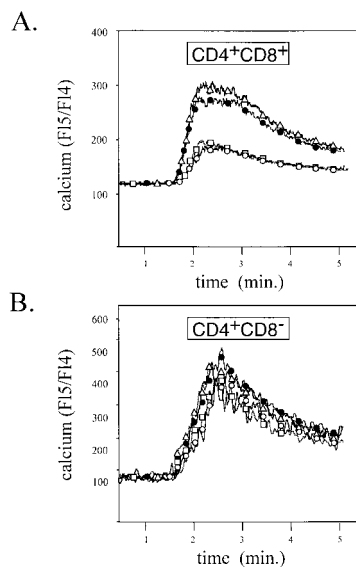 A.
400
CD4+CD8+
300
200
100
calcium (Fl5/Fl4)
1 2 3 4 5
time (min.)
B.
600
CD4+CD8-
500
400
300
200
100
calcium (Fl5/Fl4)
1 2 3 4 5
time (min.)